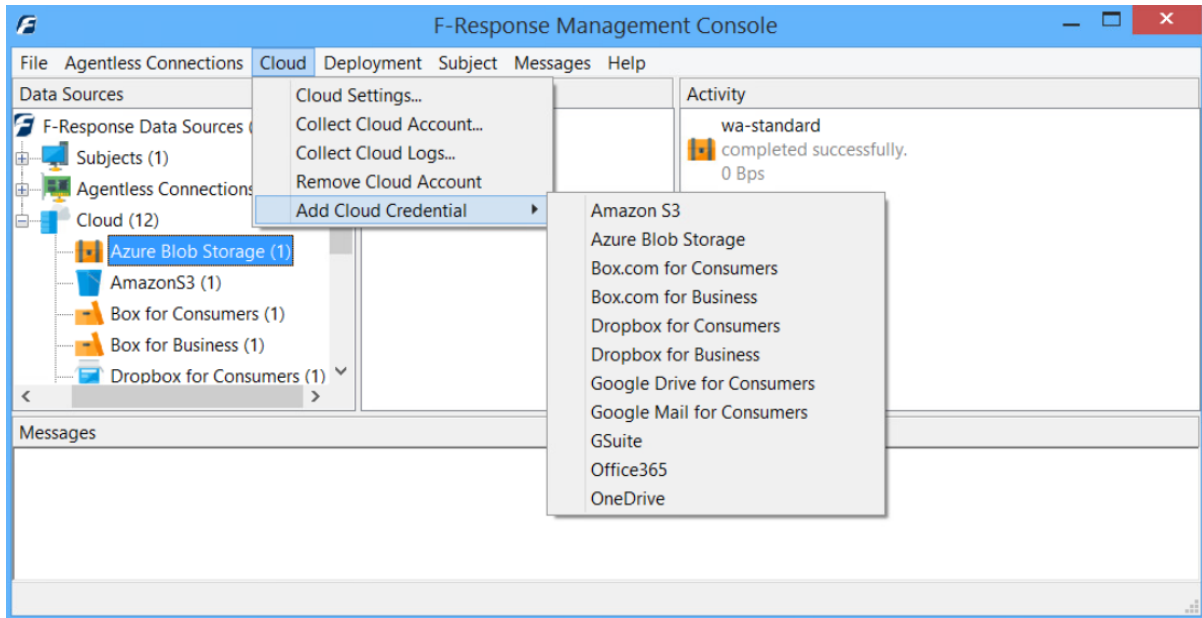 F-Response Management Console
File Agentless Connections Cloud Deployment Subject Messages Help
Data Sources
F-Response Data Sources (
Subjects (1)
Agentless Connections
Cloud (12)
Azure Blob Storage (1)
AmazonS3 (1)
Box for Consumers (1)
Box for Business (1)
Dropbox for Consumers (1)
Cloud Settings...
Collect Cloud Account...
Collect Cloud Logs...
Remove Cloud Account
Add Cloud Credential
Amazon S3
Azure Blob Storage
Box.com for Consumers
Box.com for Business
Dropbox for Consumers
Dropbox for Business
Google Drive for Consumers
Google Mail for Consumers
GSuite
Office365
OneDrive
Activity
wa-standard
completed successfully.
0 Bps
Messages